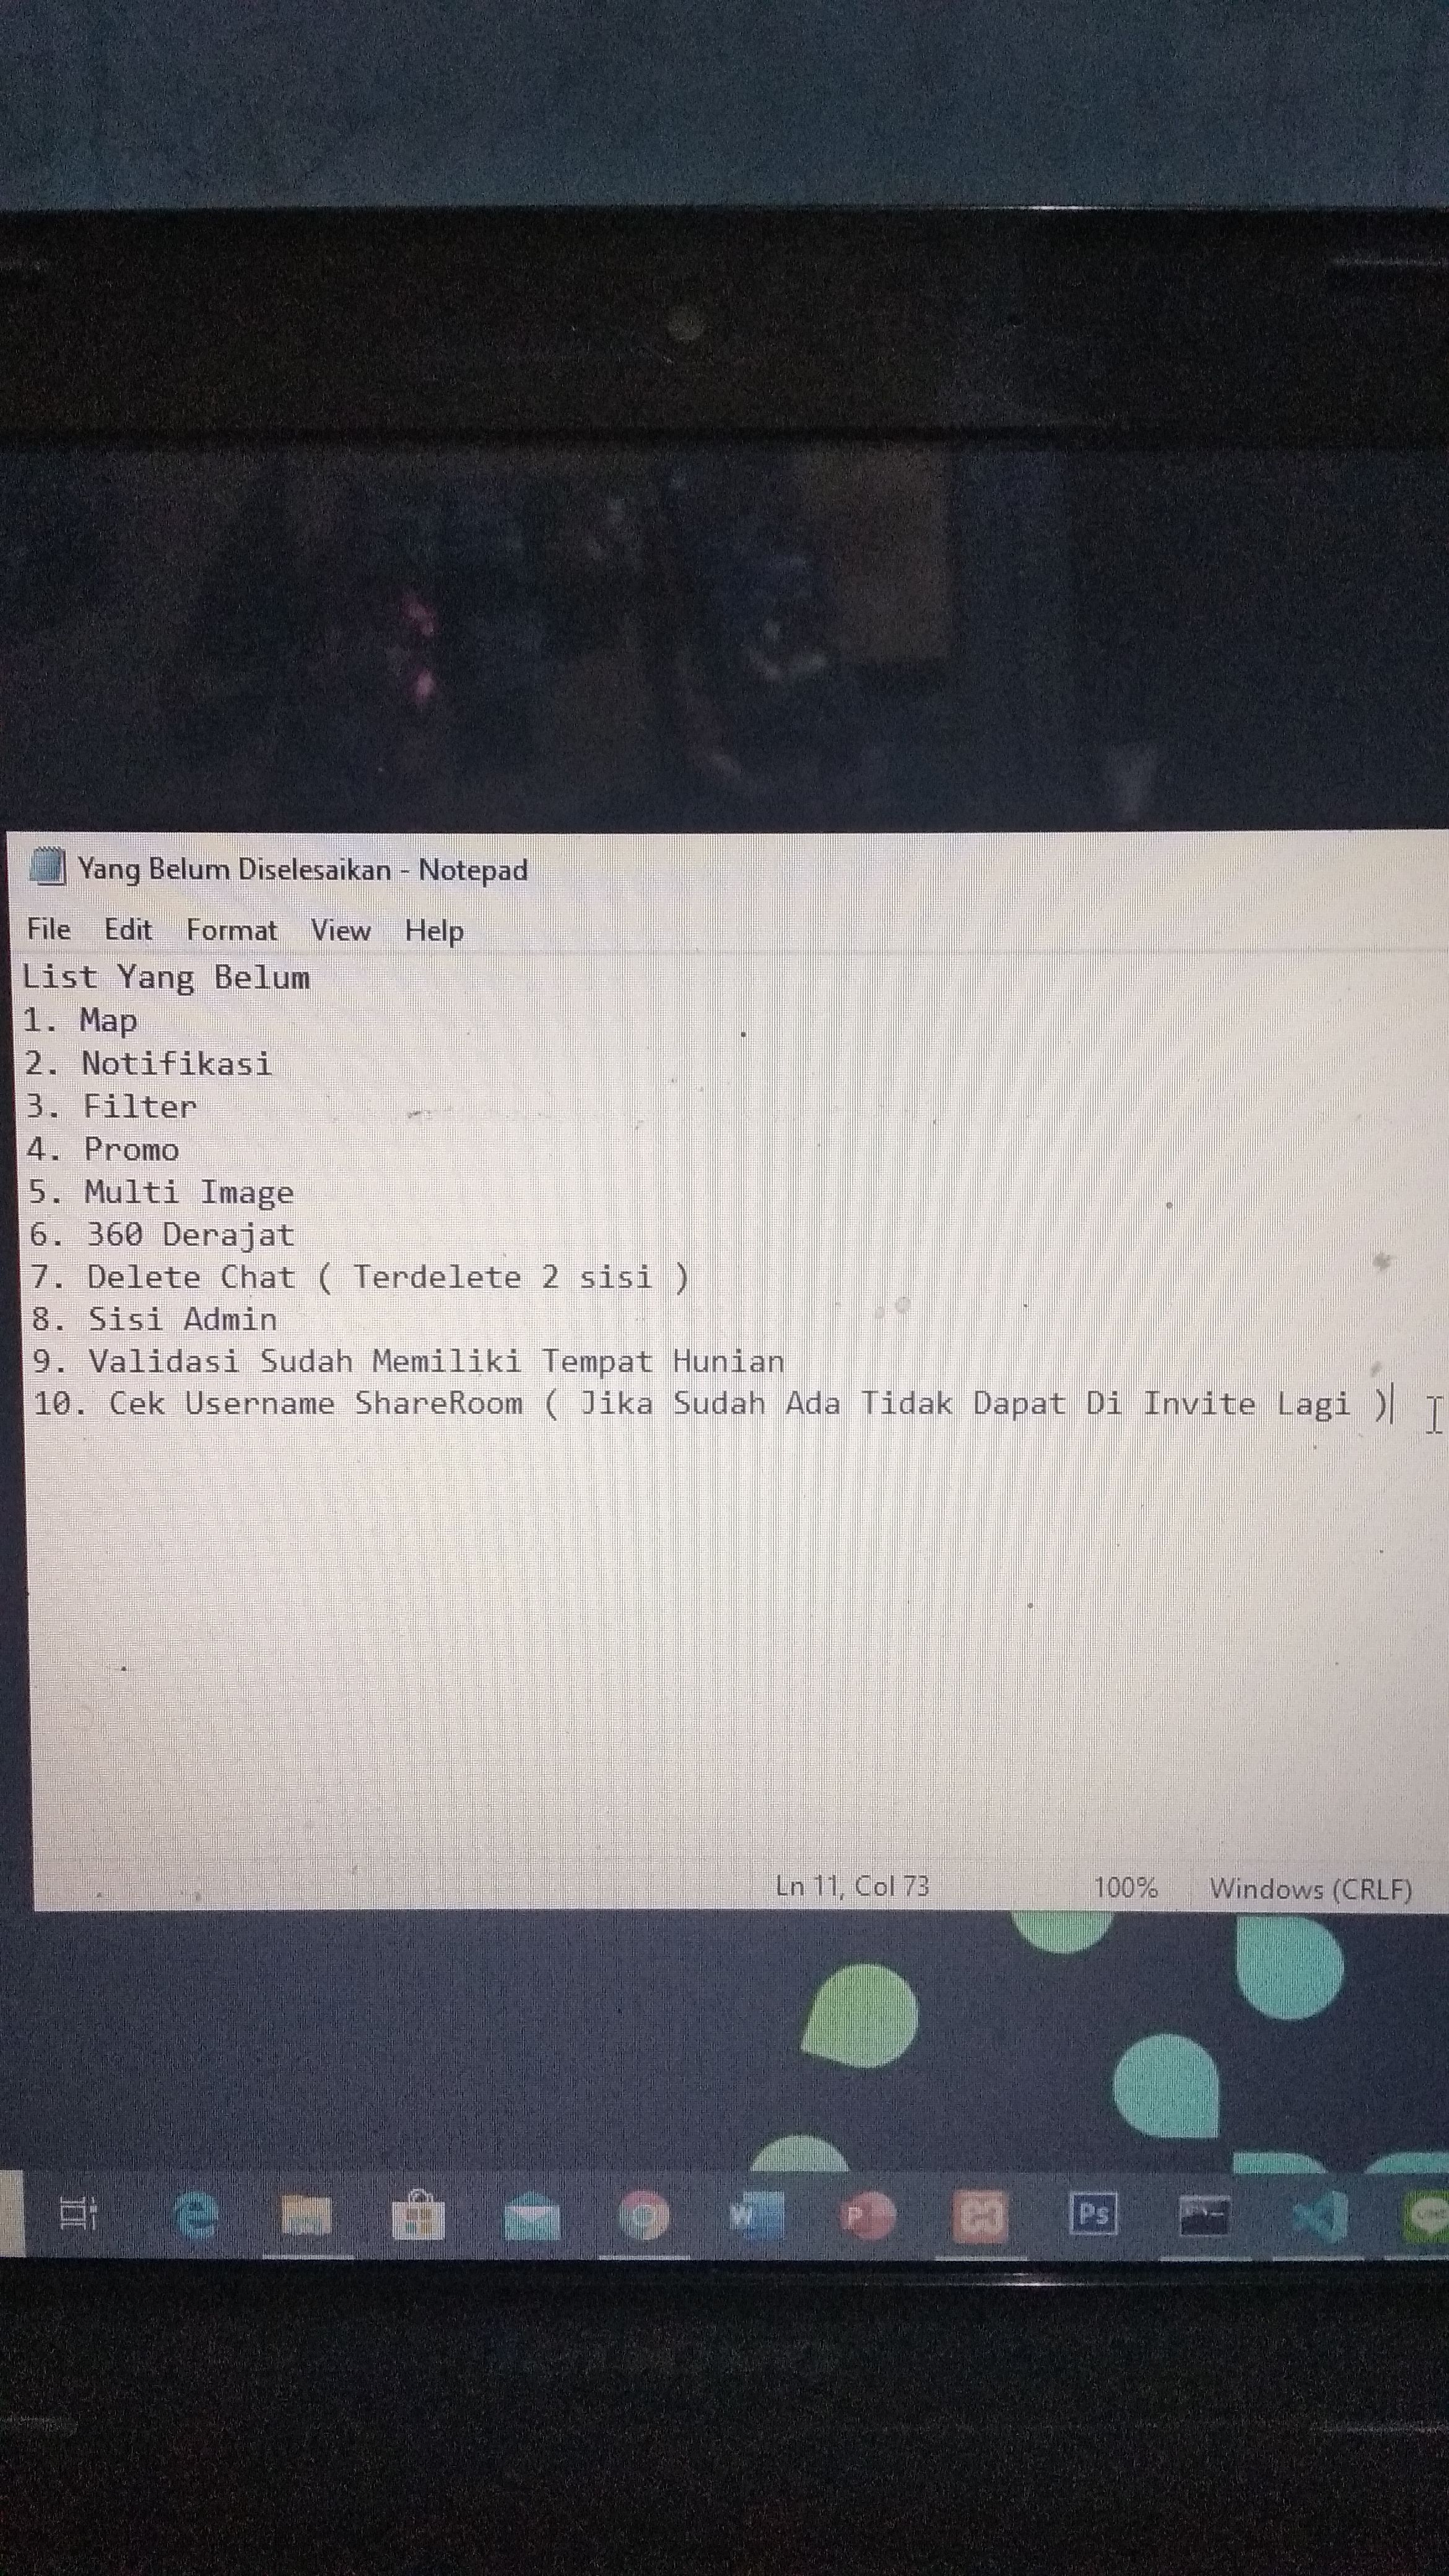 Yang Belum Diselesaikan - Notepad
File Edit Format View Help
List Yang Belum
1. Map
2. Notifikasi
3. Filter
4. Promo
5. Multi Image
6. 360 Derajat
7. Delete Chat ( Terdelete 2 sisi )
8. Sisi Admin
9. Validasi Sudah Memiliki Tempat Hunian
10. Cek Username ShareRoom ( Jika Sudah Ada Tidak Dapat Di Invite Lagi )
Ln 11, Col 73 100% Windows (CRLF)
W P Ps LINE